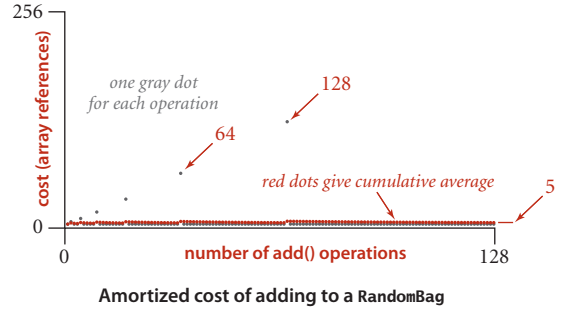 256
cost (array references)
one gray dot
for each operation
128
64
red dots give cumulative average
5
0
0
number of add() operations
128
Amortized cost of adding to a RandomBag